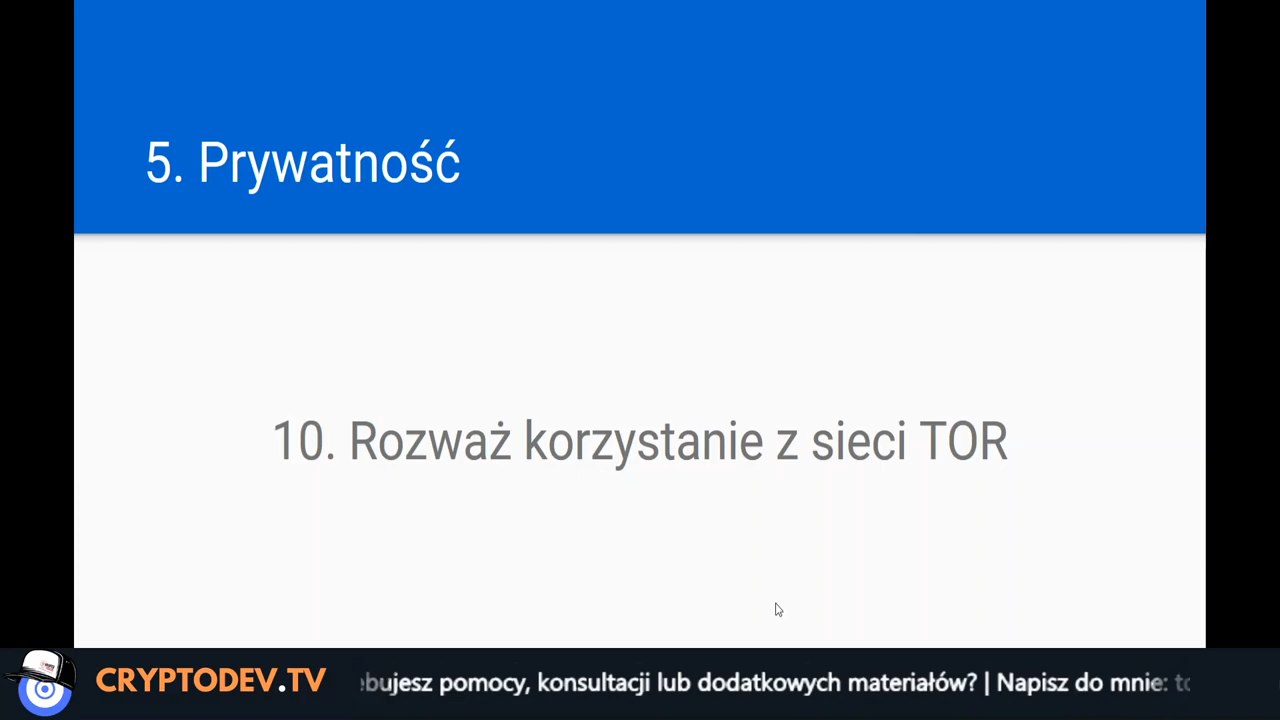 5. Prywatność
10. Rozważ korzystanie z sieci TOR
CRYPTODEV.TV
pomocy, konsultacji lub dodatkowych materiałów? | Napisz do mnie: